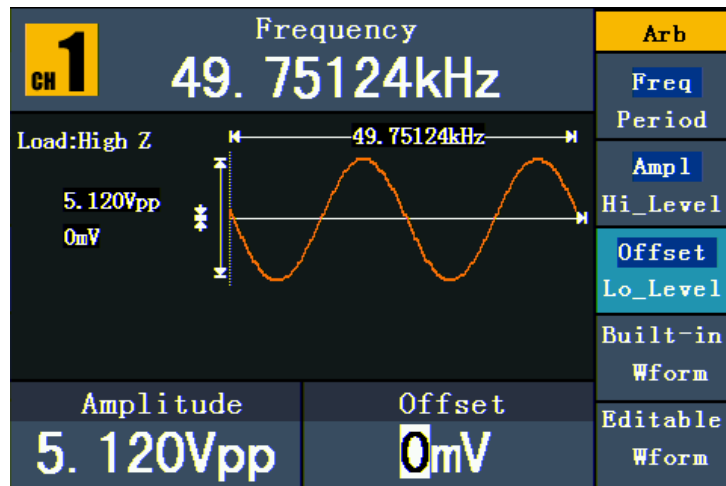 CH 1
Frequency
49. 75124kHz
Load:High Z
49. 75124kHz
5. 120Vpp
0mV
Amplitude
5. 120Vpp
Offset
0mV
Arb
Freq
Period
Ampl
Hi_Level
Offset
Lo_Level
Built-in
Wform
Editable
Wform